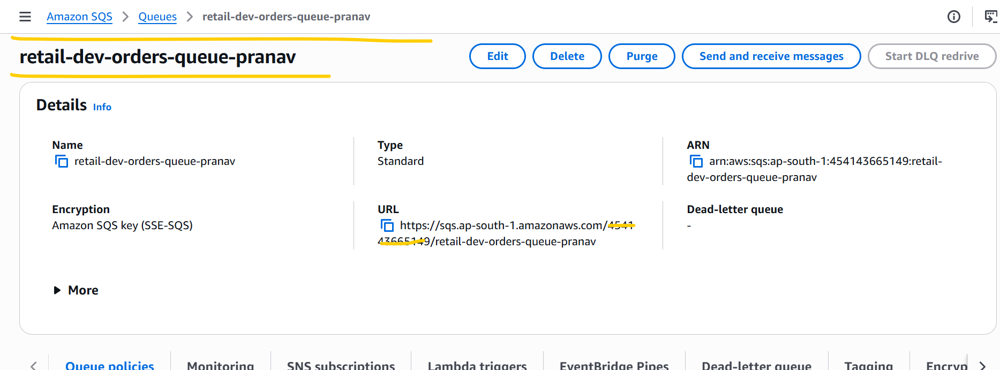 Amazon SQS > Queues > retail-dev-orders-queue-pranav
retail-dev-orders-queue-pranav
Edit
Delete
Purge
Send and receive messages
Start DLQ redrive
Details Info
Name
retail-dev-orders-queue-pranav
Type
Standard
ARN
arn:aws:sqs:ap-south-1:454143665149:retail-
dev-orders-queue-pranav
Encryption
Amazon SQS key (SSE-SQS)
URL
https://sqs.ap-south-1.amazonaws.com/4541
43665149/retail-dev-orders-queue-pranav
Dead-letter queue
-
More
Queue policies
Monitoring
SNS subscriptions
Lambda triggers
EventBridge Pipes
Dead-letter queue
Tagging
Encryp